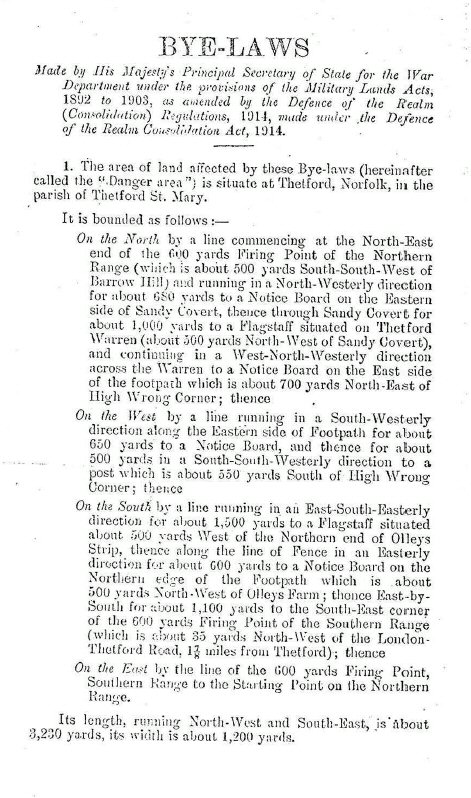 BYE-LAWS
Made by His Majesty's Principal Secretary of State for the War
Department under the provisions of the Military Lands Acts,
1892 to 1903, as amended by the Defence of the Realm
(Consolidation) Regulations, 1914, made under the Defence
of the Realm Consolidation Act, 1914.
1. The area of land affected by these Bye-laws (hereinafter
called the "Danger area") is situate at Thetford, Norfolk, in the
parish of Thetford St. Mary.
It is bounded as follows :—
On the North by a line commencing at the North-East
end of the 600 yards Firing Point of the Northern
Range (which is about 500 yards South-South-West of
Barrow Hill) and running in a North-Westerly direction
for about 680 yards to a Notice Board on the Eastern
side of Sandy Covert, thence through Sandy Covert for
about 1,000 yards to a Flagstaff situated on Thetford
Warren (about 500 yards North-West of Sandy Covert),
and continuing in a West-North-Westerly direction
across the Warren to a Notice Board on the East side
of the footpath which is about 700 yards North-East of
High Wrong Corner; thence
On the West by a line running in a South-Westerly
direction along the Eastern side of Footpath for about
650 yards to a Notice Board, and thence for about
500 yards in a South-South-Westerly direction to a
post which is about 550 yards South of High Wrong
Corner; thence
On the South by a line running in an East-South-Easterly
direction for about 1,500 yards to a Flagstaff situated
about 500 yards West of the Northern end of Olleys
Strip, thence along the line of Fence in an Easterly
direction for about 600 yards to a Notice Board on the
Northern edge of the Footpath which is about
500 yards North-West of Olleys Farm; thence East-by-
South for about 1,100 yards to the South-East corner
of the 600 yards Firing Point of the Southern Range
(which is about 35 yards North-West of the London-
Thetford Road, 1 miles from Thetford); thence
On the East by the line of the 600 yards Firing Point,
Southern Range to the Starting Point on the Northern
Range.
Its length, running North-West and South-East, is about
3,230 yards, its width is about 1,200 yards.